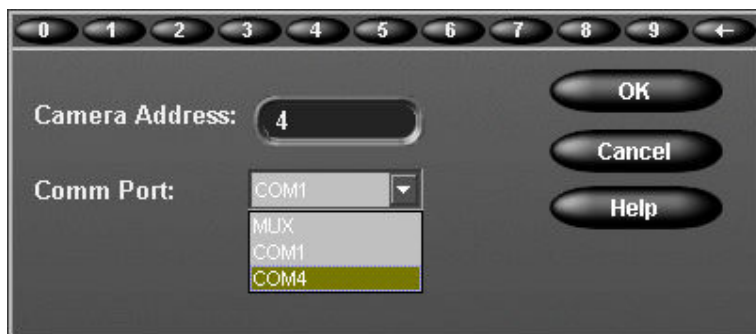 0 1 2 3 4 5 6 7 8 9 ←
Camera Address: 4
OK
Cancel
Comm Port: COM1
Help
MUX
COM1
COM4